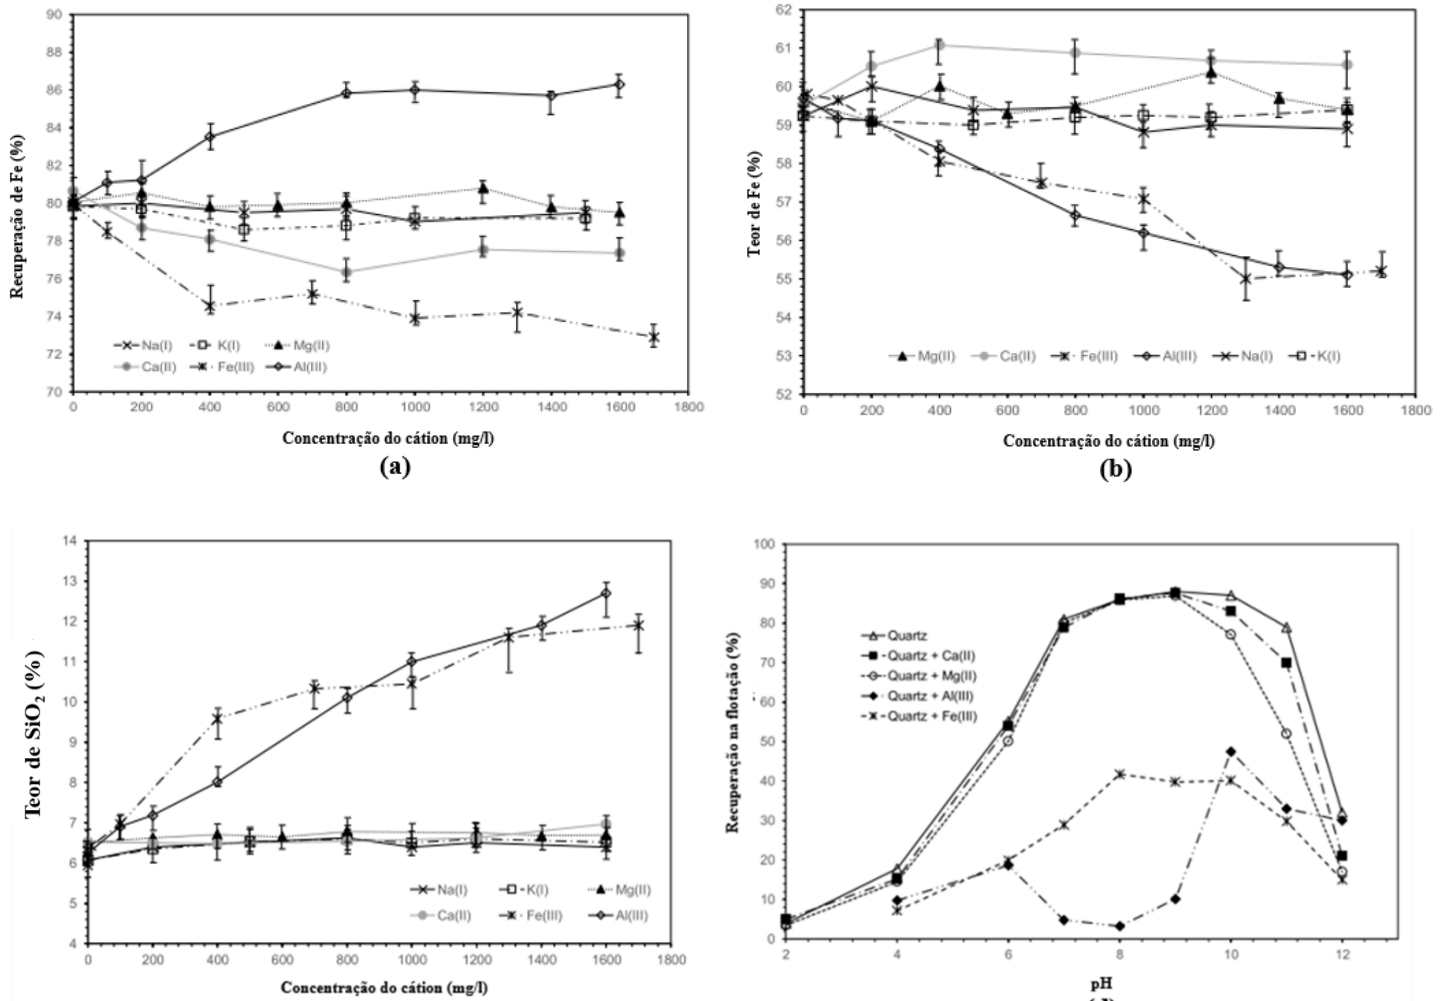 90
88
86
84
82
80
78
76
74
72
70
Recuperação de Fe (%)
Na(I) K(I) Mg(II)
Ca(II) Fe(III) Al(III)
0 200 400 600 800 1000 1200 1400 1600 1800
Concentração do cátion (mg/l)
(a)
62
61
60
59
58
57
56
55
54
53
52
Teor de Fe (%)
Mg(II) Ca(II) Fe(III) Al(III) Na(I) K(I)
0 200 400 600 800 1000 1200 1400 1600 1800
Concentração do cátion (mg/l)
(b)
14
13
12
11
10
9
8
7
6
5
4
Teor de SiO₂ (%)
Na(I) K(I) Mg(II)
Ca(II) Fe(III) Al(III)
0 200 400 600 800 1000 1200 1400 1600 1800
Concentração do cátion (mg/l)
100
90
80
70
60
50
40
30
20
10
0
Recuperação na flotação (%)
Quartz
Quartz + Ca(II)
Quartz + Mg(II)
Quartz + Al(III)
Quartz + Fe(III)
2 4 6 8 10 12
pH